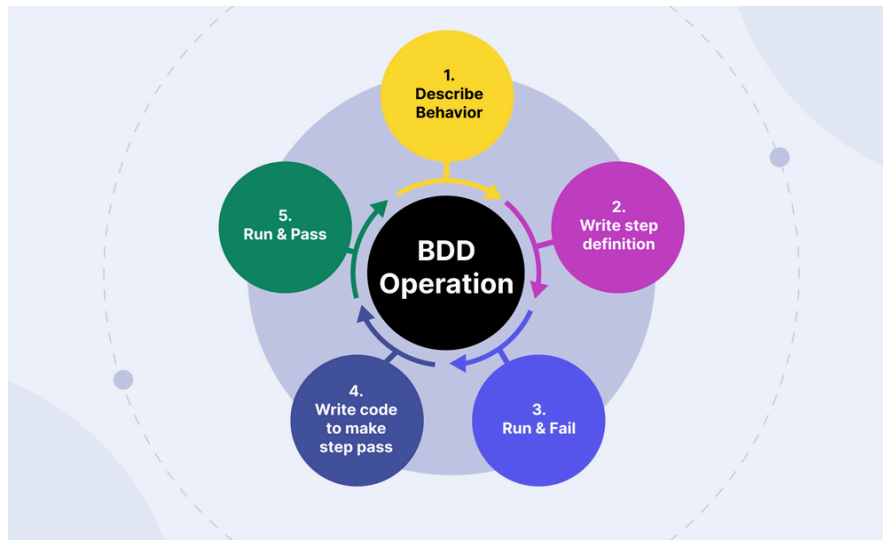 1.
Describe
Behavior
2.
Write step
definition
3.
Run & Fail
4.
Write code
to make
step pass
5.
Run & Pass
BDD
Operation